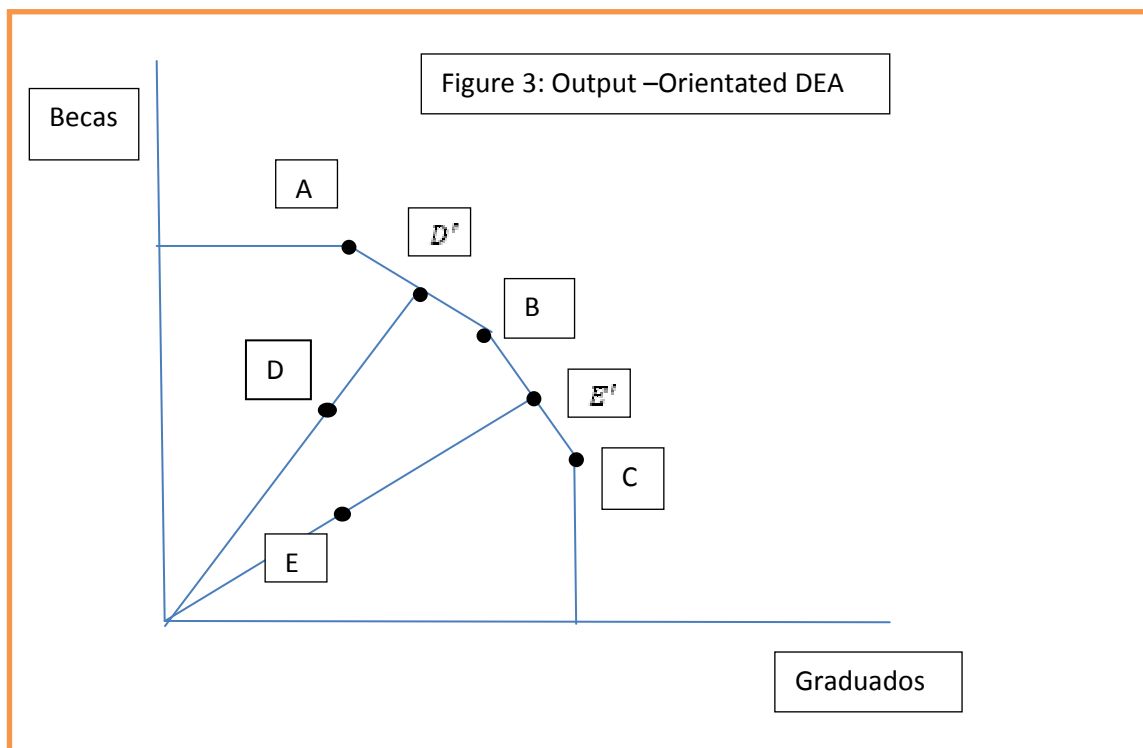 Figure 3: Output –Orientated DEA
Becas
A
D'
B
D
E'
C
E
Graduados